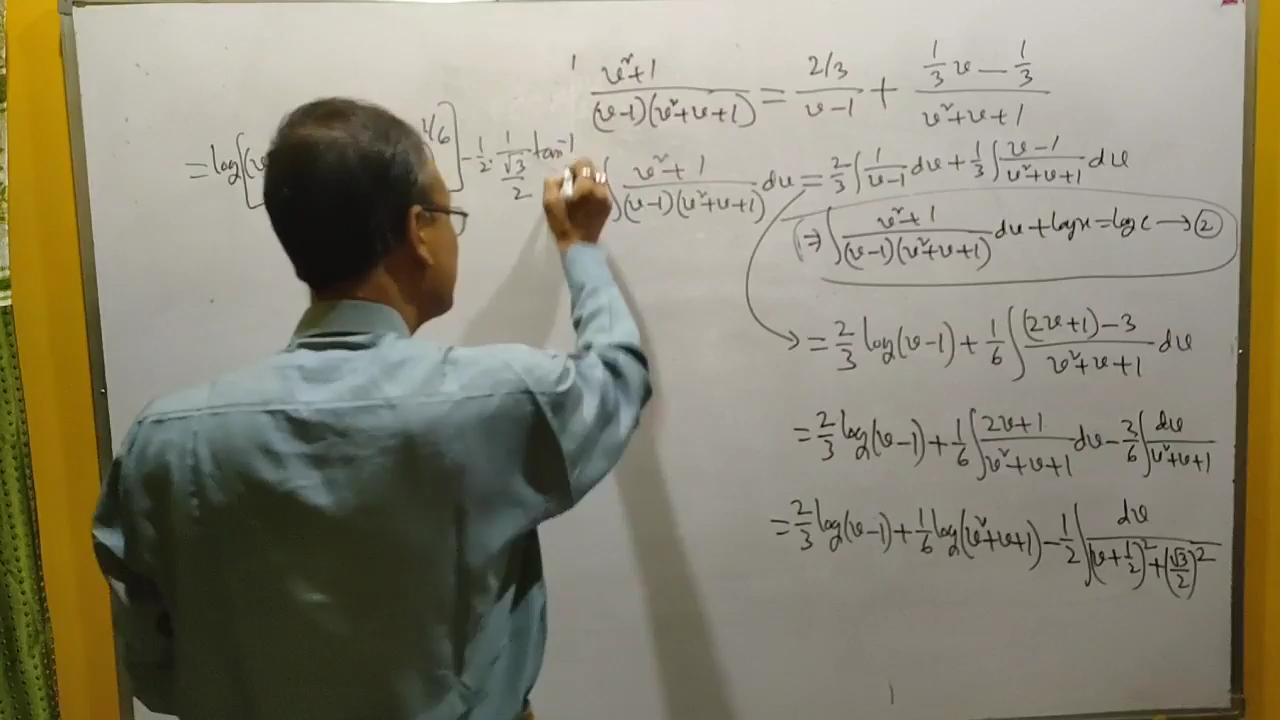 (v²+1)/((v-1)(v²+v+1)) = (2/3)/(v-1) + (1/3 v - 1/3)/(v²+v+1)
∫ (v²+1)/((v-1)(v²+v+1)) dv = 2/3 ∫ 1/(v-1) dv + 1/3 ∫ (v-1)/(v²+v+1) dv
⇒ ∫ (v²+1)/((v-1)(v²+v+1)) dv + log x = log c → ②
= 2/3 log(v-1) + 1/6 ∫ ((2v+1)-3)/(v²+v+1) dv
= 2/3 log(v-1) + 1/6 ∫ (2v+1)/(v²+v+1) dv - 3/6 ∫ dv/(v²+v+1)
= 2/3 log(v-1) + 1/6 log(v²+v+1) - 1/2 ∫ dv/((v+1/2)² + (√3/2)²)
= log[(v ]^1/6] - 1/2 · 1/(√3/2) tan⁻¹